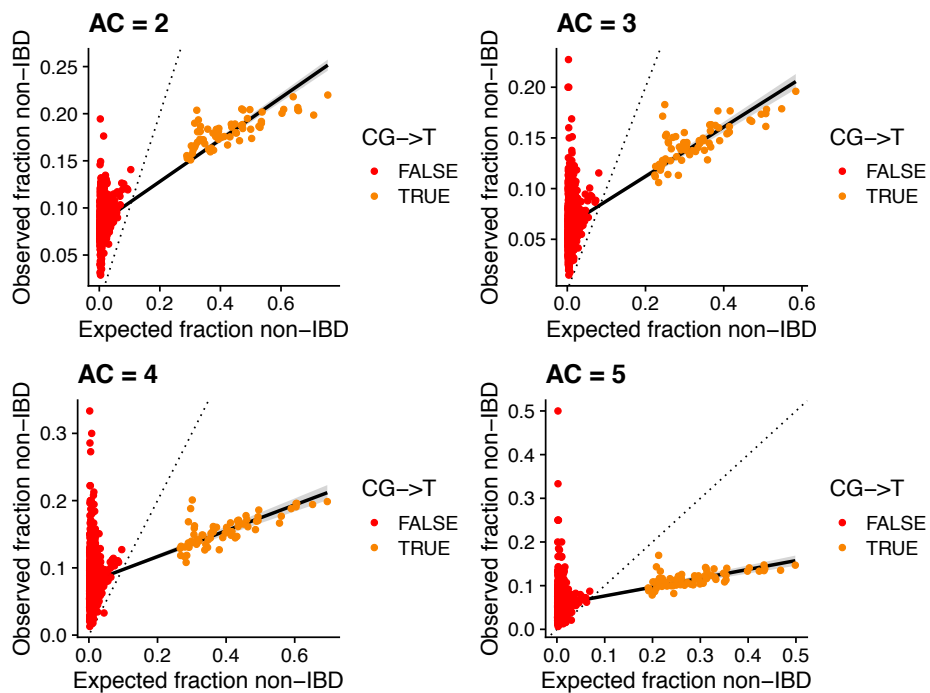 AC = 2
Observed fraction non−IBD
0.25
0.20
0.15
0.10
0.05
0.0 0.2 0.4 0.6
Expected fraction non−IBD
CG−>T
FALSE
TRUE
AC = 3
Observed fraction non−IBD
0.20
0.15
0.10
0.05
0.0 0.2 0.4 0.6
Expected fraction non−IBD
CG−>T
FALSE
TRUE
AC = 4
Observed fraction non−IBD
0.3
0.2
0.1
0.0
0.0 0.2 0.4 0.6
Expected fraction non−IBD
CG−>T
FALSE
TRUE
AC = 5
Observed fraction non−IBD
0.5
0.4
0.3
0.2
0.1
0.0
0.0 0.1 0.2 0.3 0.4 0.5
Expected fraction non−IBD
CG−>T
FALSE
TRUE